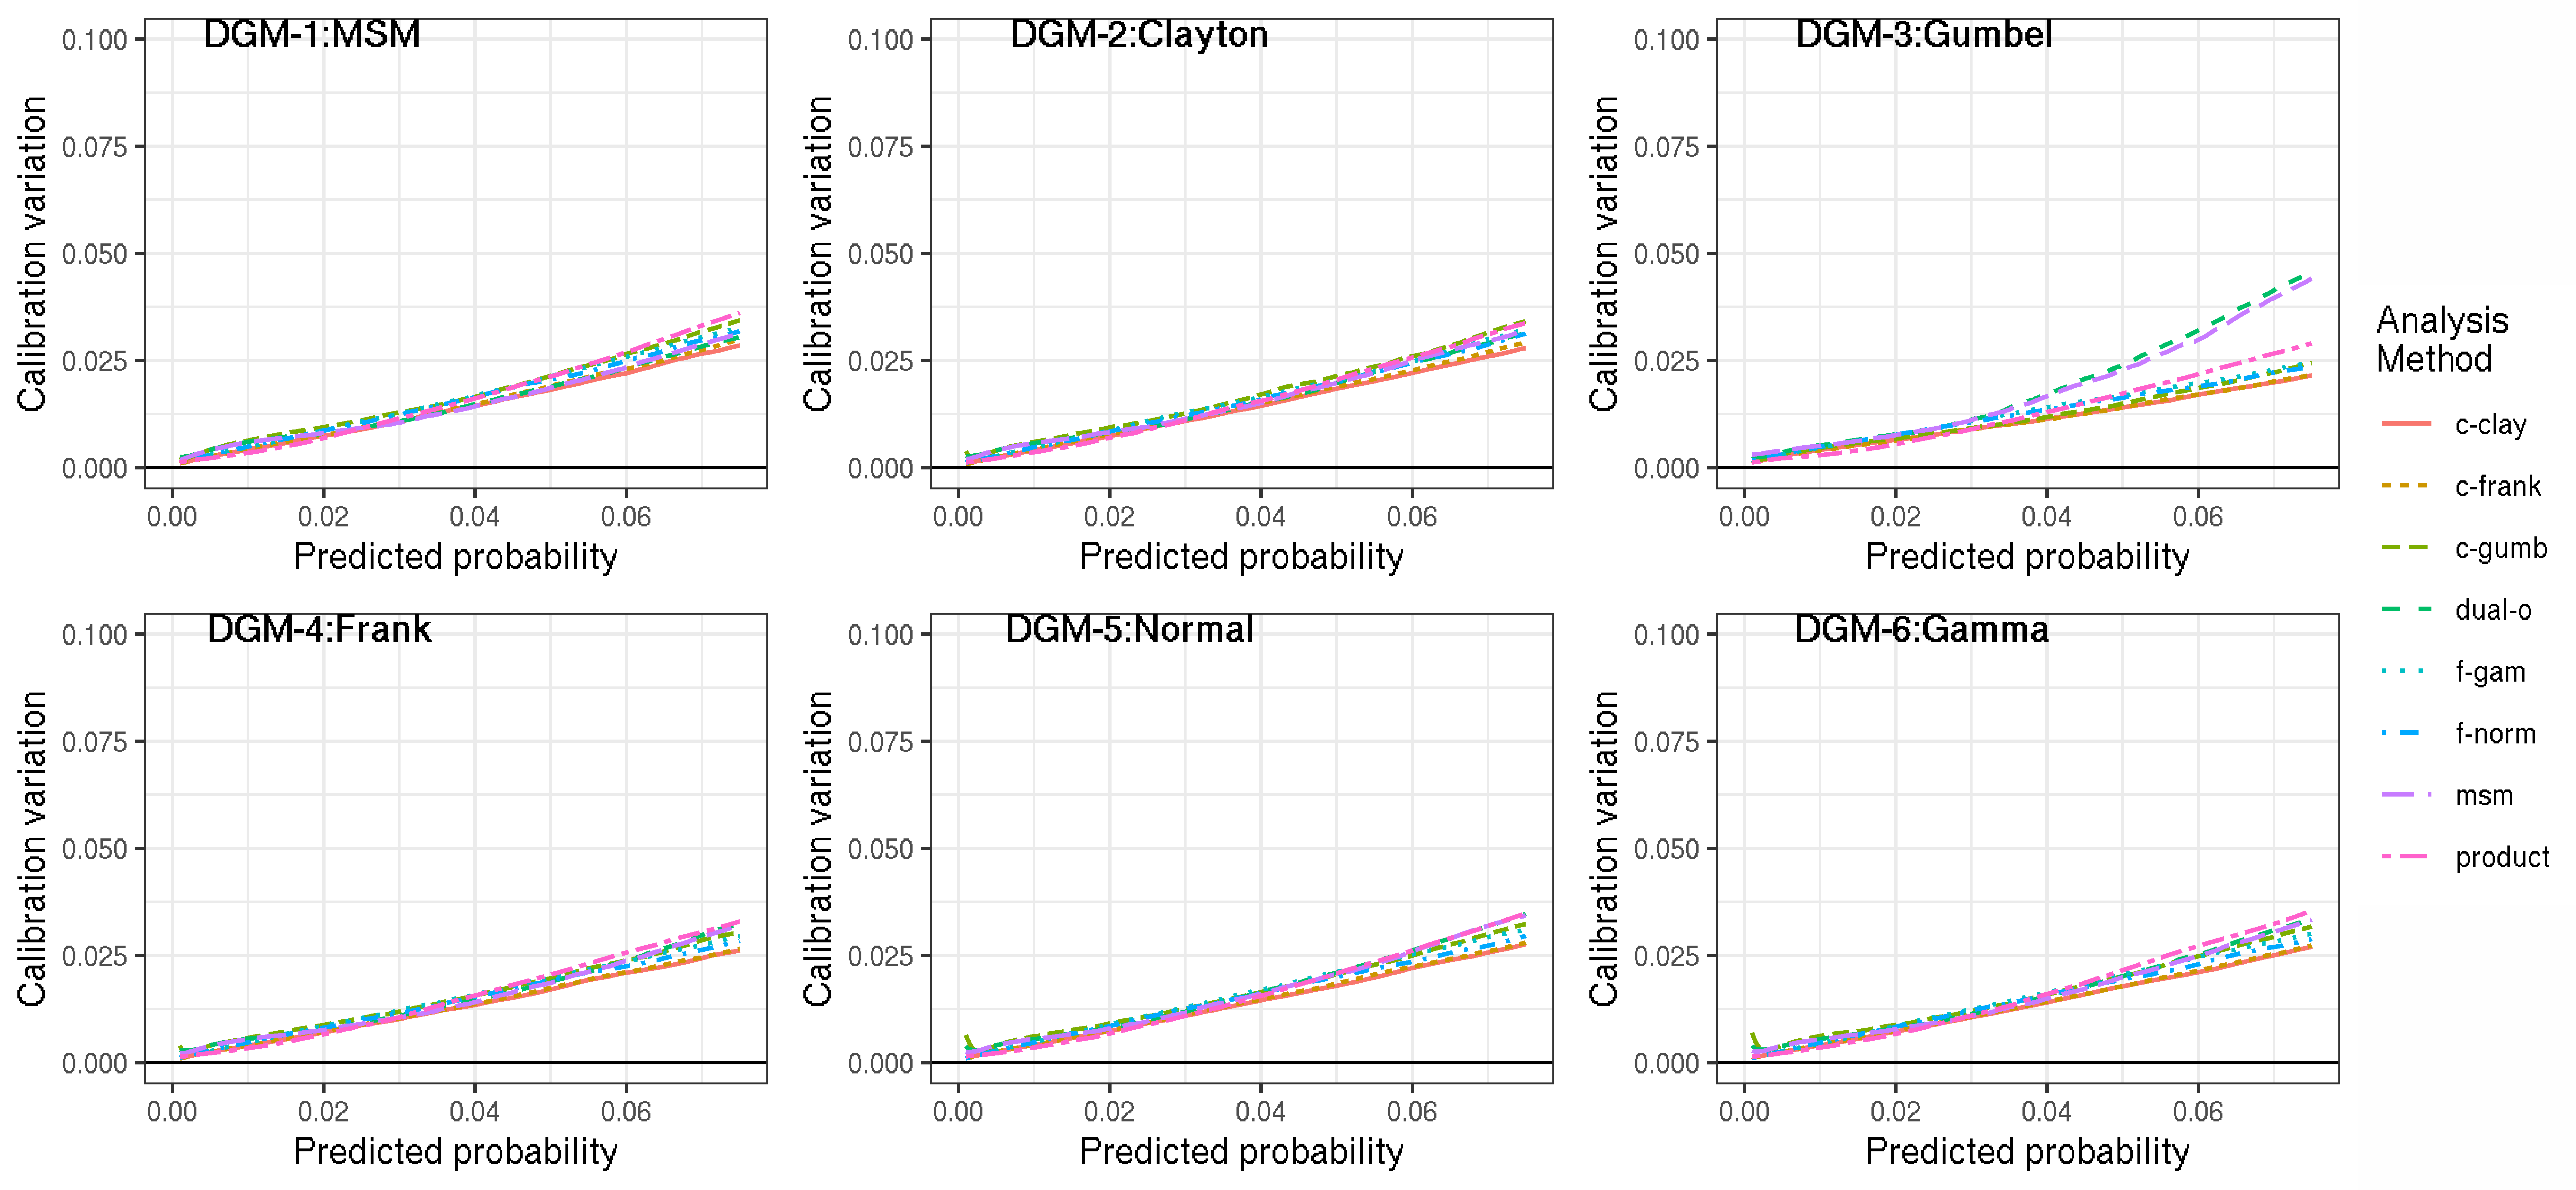 DGM-1:MSM
0.100
0.075
0.050
0.025
0.000
Calibration variation
0.00 0.02 0.04 0.06
Predicted probability
DGM-2:Clayton
0.100
0.075
0.050
0.025
0.000
Calibration variation
0.00 0.02 0.04 0.06
Predicted probability
DGM-3:Gumbel
0.100
0.075
0.050
0.025
0.000
Calibration variation
0.00 0.02 0.04 0.06
Predicted probability
DGM-4:Frank
0.100
0.075
0.050
0.025
0.000
Calibration variation
0.00 0.02 0.04 0.06
Predicted probability
DGM-5:Normal
0.100
0.075
0.050
0.025
0.000
Calibration variation
0.00 0.02 0.04 0.06
Predicted probability
DGM-6:Gamma
0.100
0.075
0.050
0.025
0.000
Calibration variation
0.00 0.02 0.04 0.06
Predicted probability
Analysis
Method
c-clay
c-frank
c-gumb
dual-o
f-gam
f-norm
msm
product